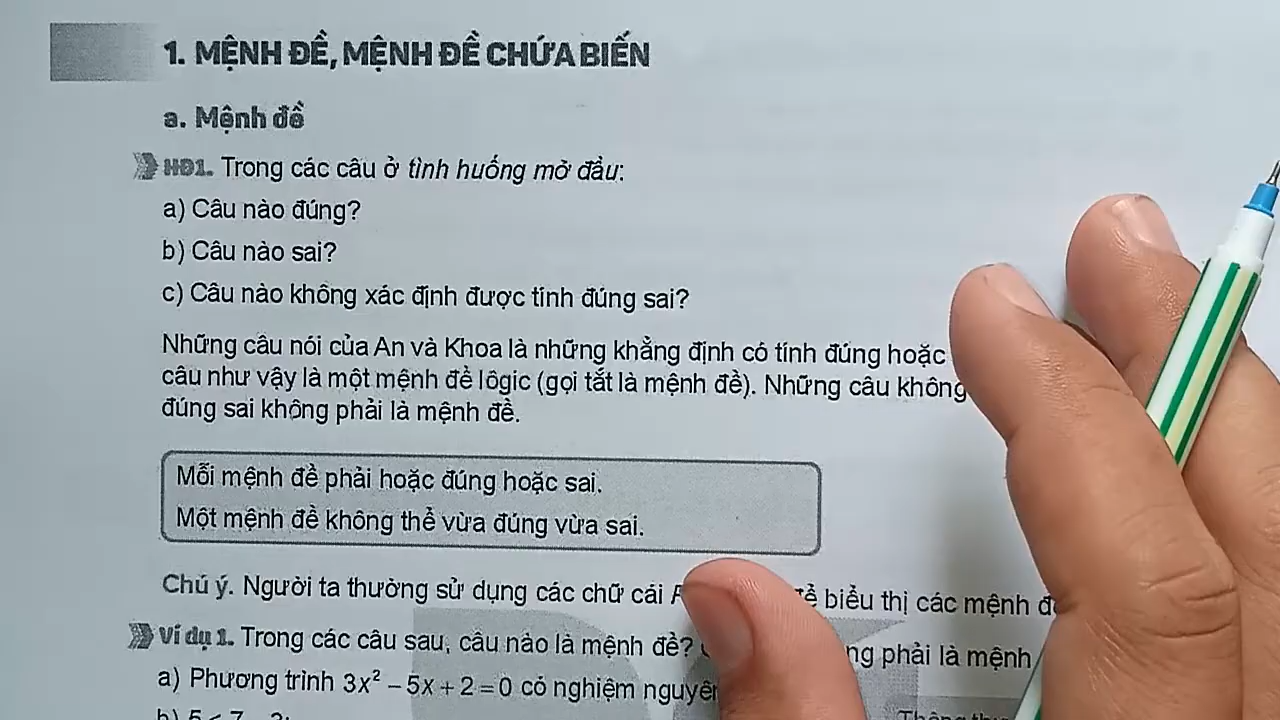 1. MỆNH ĐỀ, MỆNH ĐỀ CHỨA BIẾN
a. Mệnh đề
HĐ1. Trong các câu ở tình huống mở đầu:
a) Câu nào đúng?
b) Câu nào sai?
c) Câu nào không xác định được tính đúng sai?
Những câu nói của An và Khoa là những khẳng định có tính đúng hoặc
câu như vậy là một mệnh đề lôgic (gọi tắt là mệnh đề). Những câu không
đúng sai không phải là mệnh đề.
Mỗi mệnh đề phải hoặc đúng hoặc sai.
Một mệnh đề không thể vừa đúng vừa sai.
Chú ý. Người ta thường sử dụng các chữ cái biểu thị các mệnh
Ví dụ 1. Trong các câu sau, câu nào là mệnh đề? phải là mệnh
a) Phương trình 3x² − 5x + 2 = 0 có nghiệm